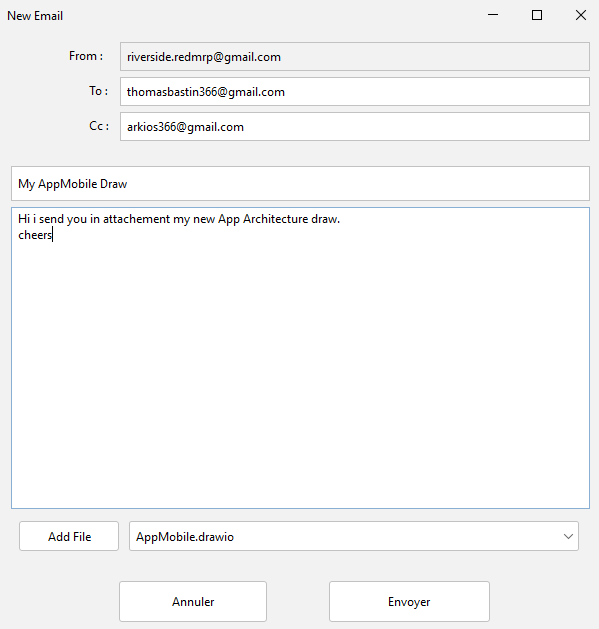 New Email
From :
riverside.redmrp@gmail.com
To :
thomasbastin366@gmail.com
Cc :
arkios366@gmail.com
My AppMobile Draw
Hi i send you in attachement my new App Architecture draw.
cheers
Add File
AppMobile.drawio
Annuler
Envoyer